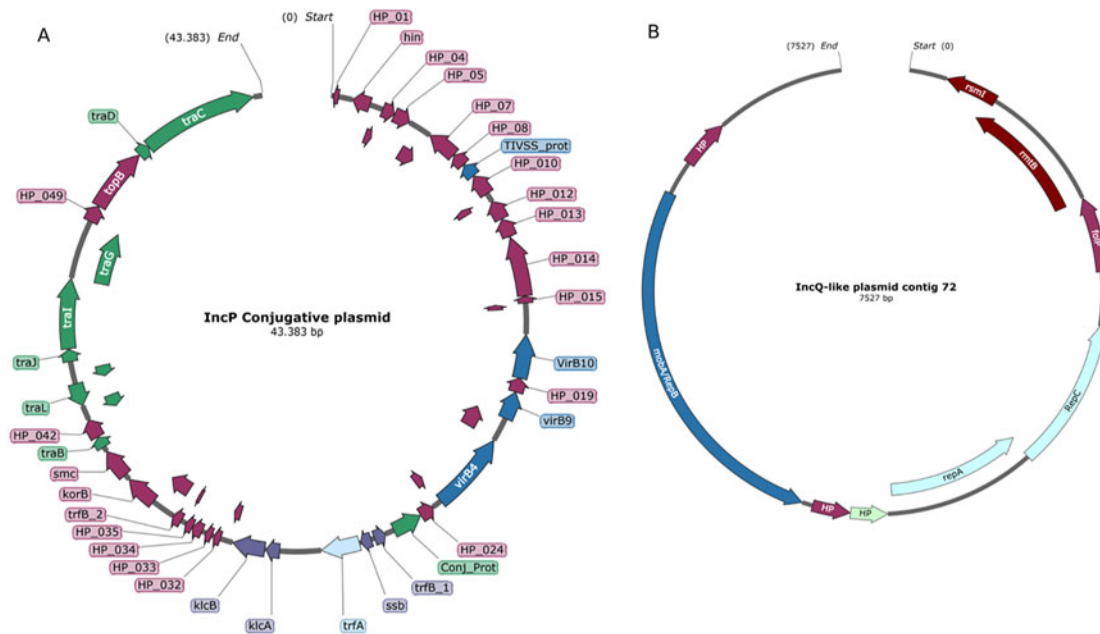 A
(0) Start
(43.383) End
HP_01
hin
HP_04
HP_05
HP_07
HP_08
TIVSS_prot
HP_010
HP_012
HP_013
HP_014
HP_015
VirB10
HP_019
virB9
virB4
HP_024
Conj_Prot
trfB_1
ssb
trfA
klcA
klcB
HP_032
HP_033
HP_034
HP_035
trfB_2
korB
smc
traB
HP_042
traL
traJ
traI
traG
HP_049
topB
traD
traC
IncP Conjugative plasmid
43.383 bp
B
(7527) End
Start (0)
rsmI
rmtB
folP
RepC
repA
HP
HP
mobA/RepB
HP
IncQ-like plasmid contig 72
7527 bp